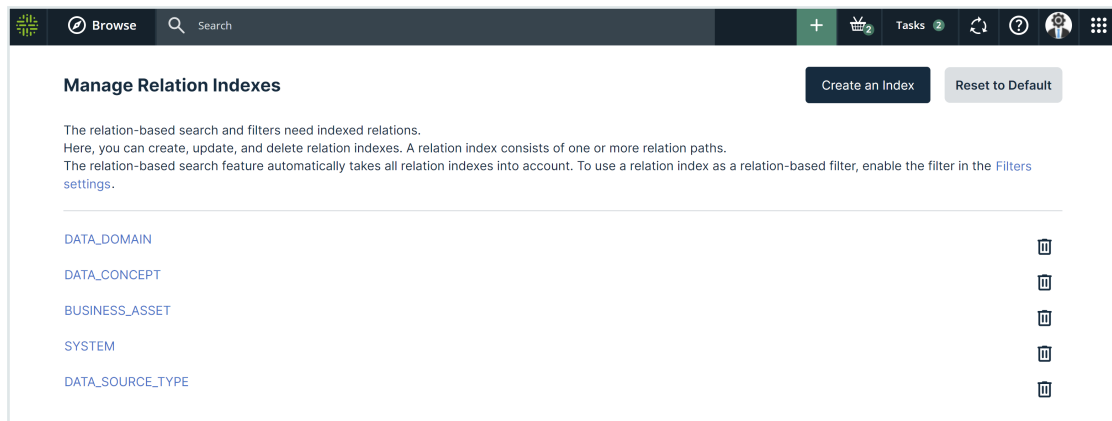 Browse
Search
2
Tasks 2
Manage Relation Indexes
Create an Index
Reset to Default
The relation-based search and filters need indexed relations.
Here, you can create, update, and delete relation indexes. A relation index consists of one or more relation paths.
The relation-based search feature automatically takes all relation indexes into account. To use a relation index as a relation-based filter, enable the filter in the Filters
settings.
DATA_DOMAIN
DATA_CONCEPT
BUSINESS_ASSET
SYSTEM
DATA_SOURCE_TYPE